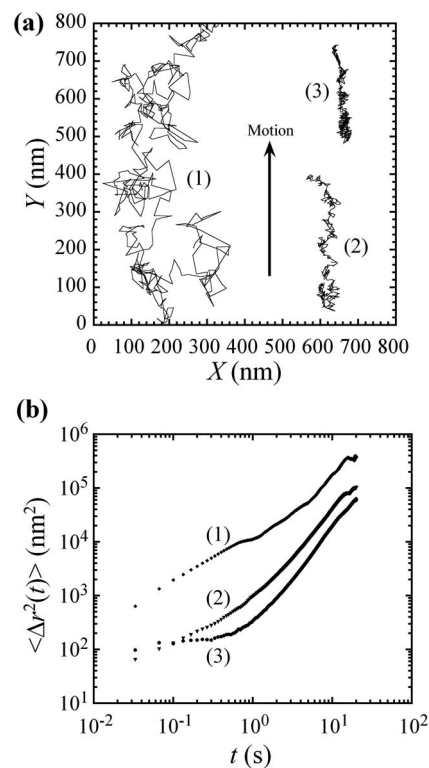 (a)
800
700
600
500
400
300
200
100
0
Y (nm)
(1)
Motion
(3)
(2)
0 100 200 300 400 500 600 700 800
X (nm)
(b)
10^6
10^5
10^4
10^3
10^2
10^1
<Δr^2(t)> (nm^2)
(1)
(2)
(3)
10^-2 10^-1 10^0 10^1 10^2
t (s)